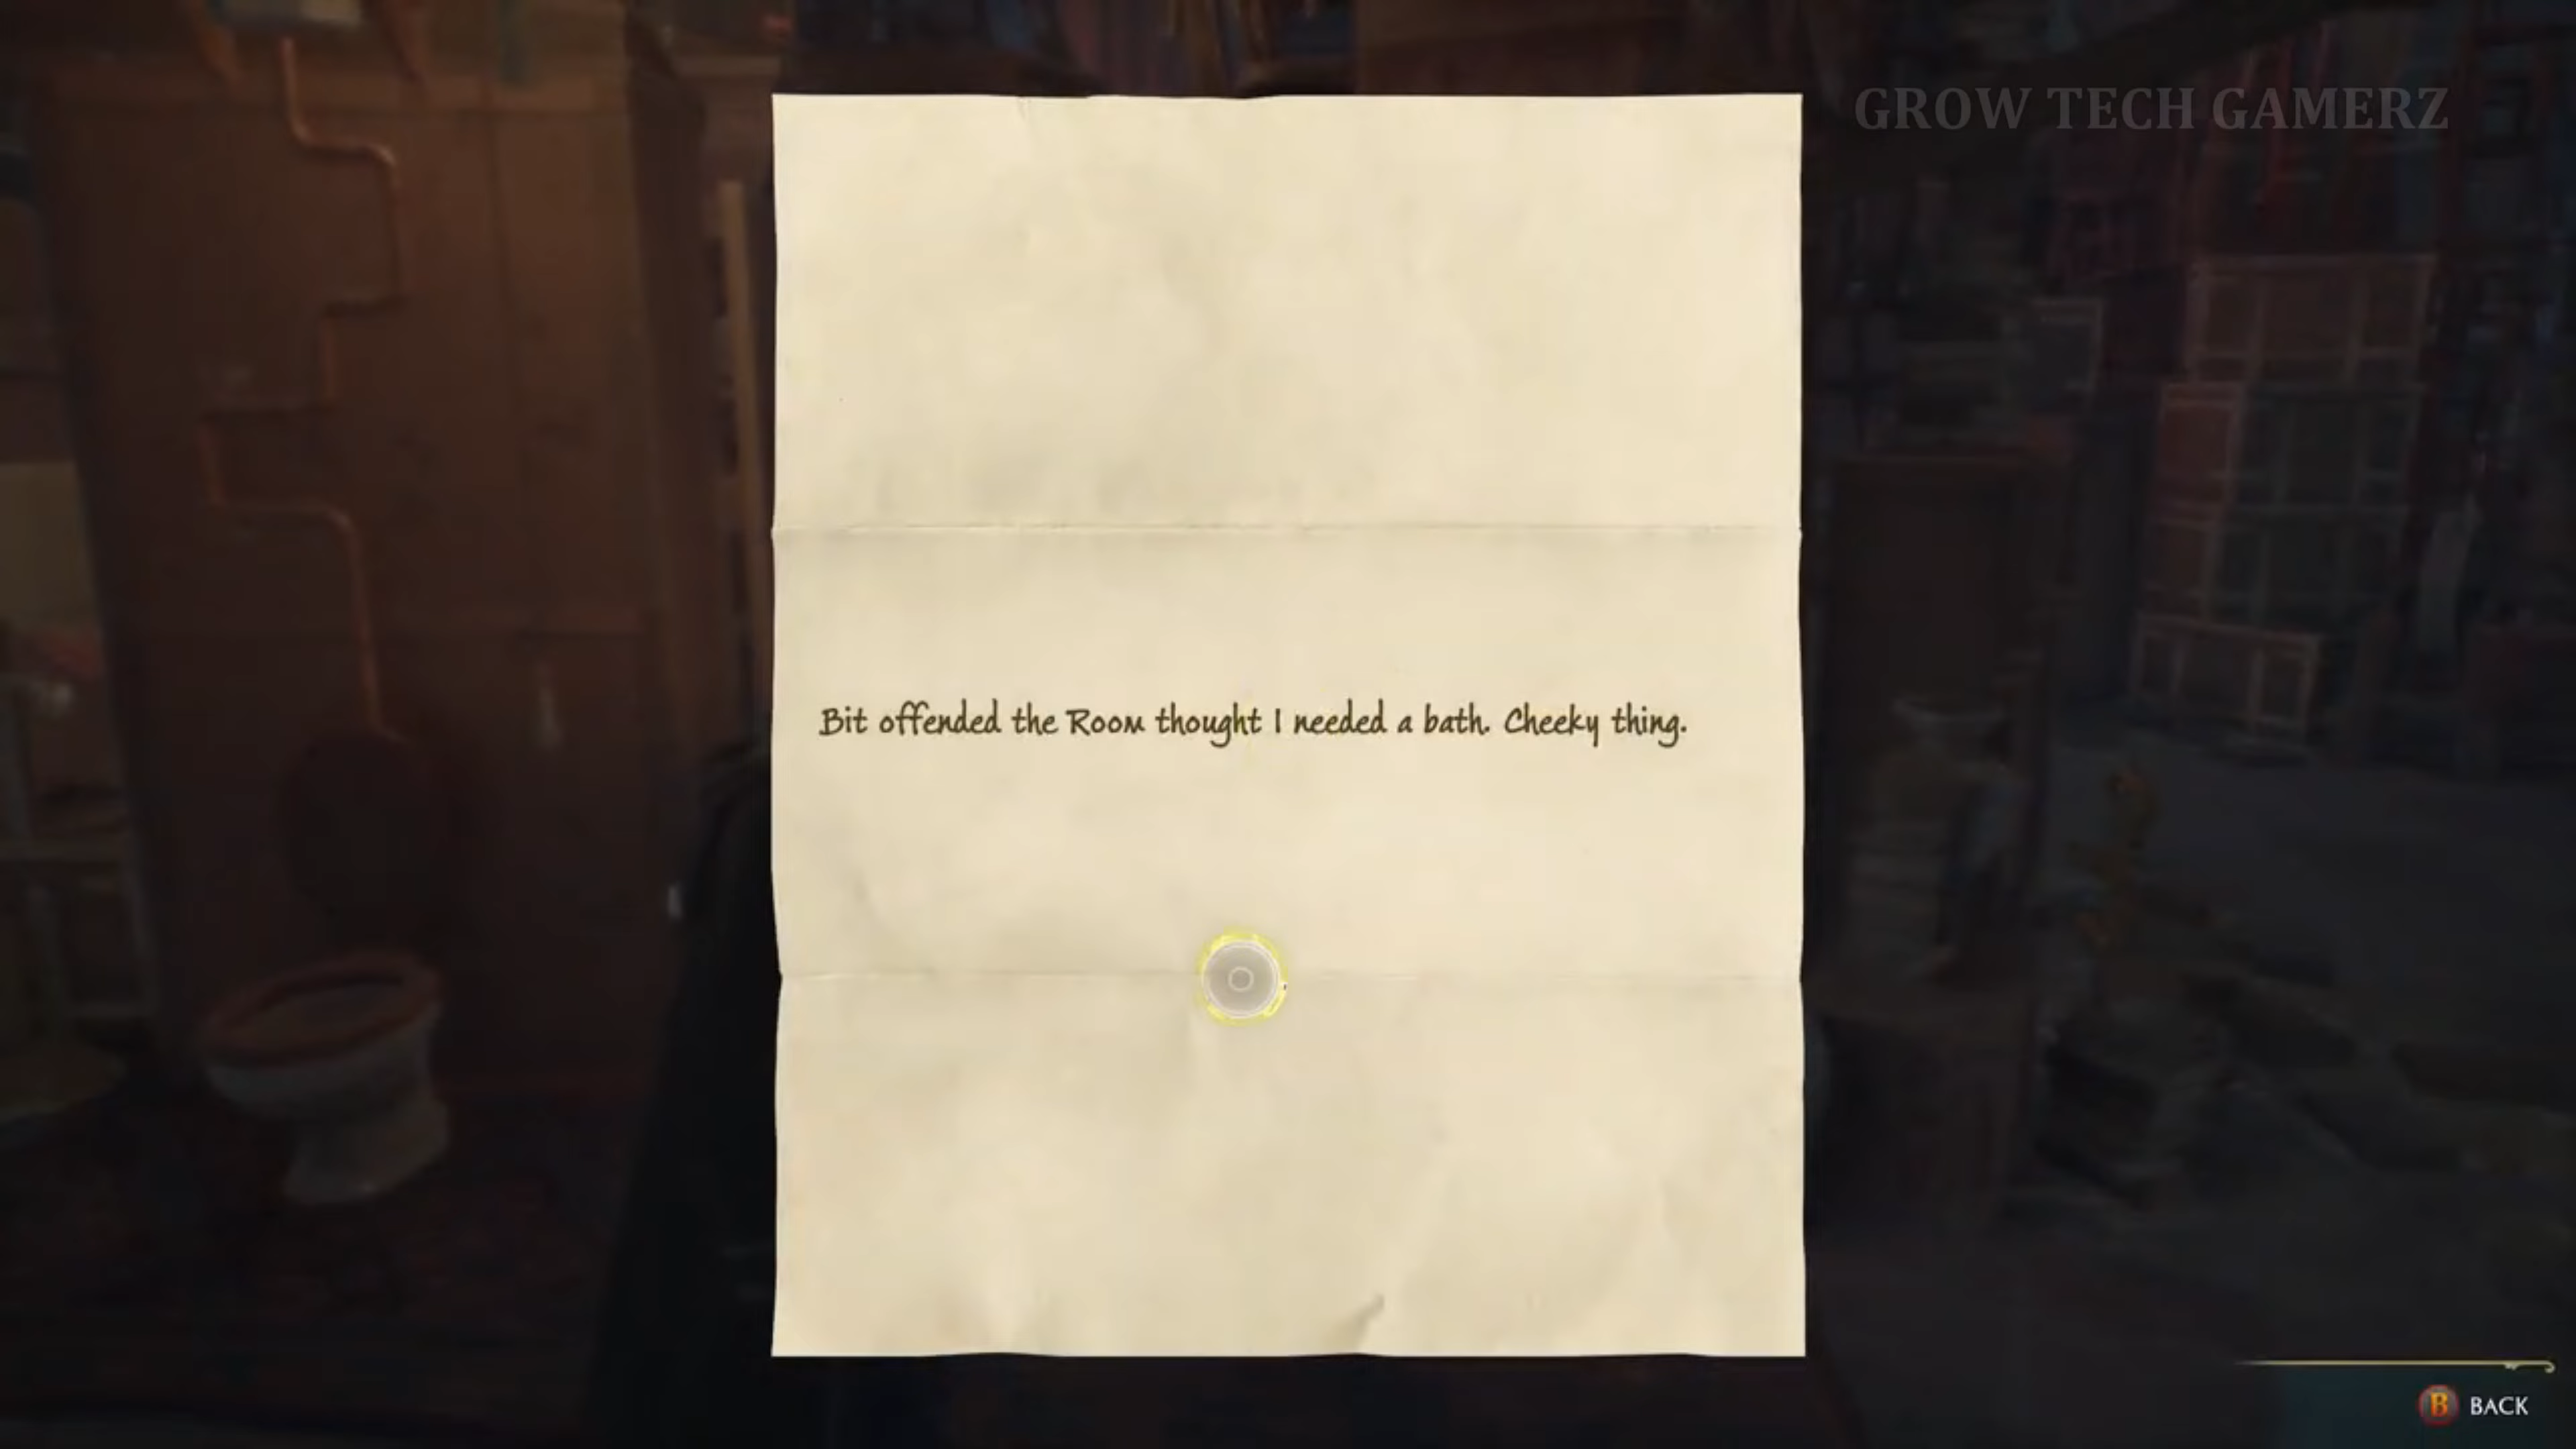 GROW TECH GAMERZ
Bit offended the Room thought I needed a bath. Cheeky thing.
B BACK